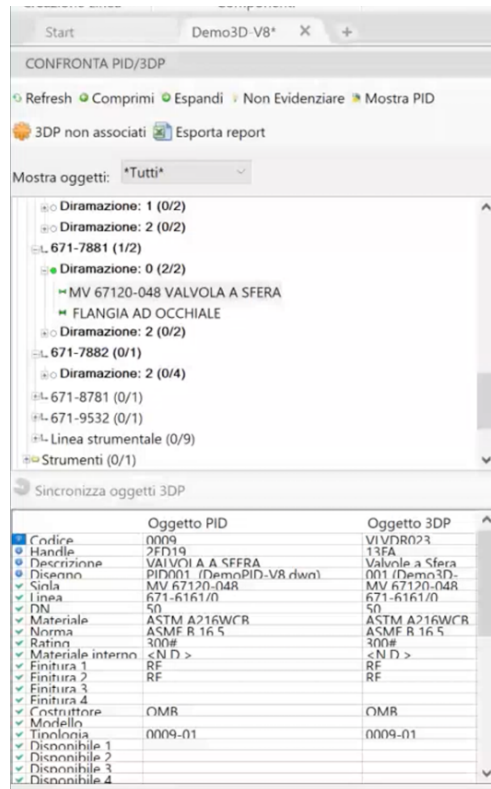 Start Demo3D-V8* × +
CONFRONTA PID/3DP
Refresh Comprimi Espandi Non Evidenziare Mostra PID
3DP non associati Esporta report
Mostra oggetti: *Tutti*
Diramazione: 1 (0/2)
Diramazione: 2 (0/2)
671-7881 (1/2)
Diramazione: 0 (2/2)
MV 67120-048 VALVOLA A SFERA
FLANGIA AD OCCHIALE
Diramazione: 2 (0/2)
671-7882 (0/1)
Diramazione: 2 (0/4)
671-8781 (0/1)
671-9532 (0/1)
Linea strumentale (0/9)
Strumenti (0/1)
Sincronizza oggetti 3DP
Oggetto PID Oggetto 3DP
Codice 0009 VLVDR023
Handle 2FD19 13FA
Descrizione VALVOLA A SFERA Valvole a Sfera
Disegno PID001 (DemoPID-V8.dwg) 001 (Demo3D-
Sigla MV 67120-048 MV 67120-048
Linea 671-6161/0 671-6161/0
DN 50 50
Materiale ASTM A216WCB ASTM A216WCB
Norma ASME B 16.5 ASME B 16.5
Rating 300# 300#
Materiale interno <N.D.> <N.D.>
Finitura 1 RF RF
Finitura 2 RF RF
Finitura 3
Finitura 4
Costruttore OMB OMB
Modello
Tipologia 0009-01 0009-01
Disponibile 1
Disponibile 2
Disponibile 3
Disponibile 4